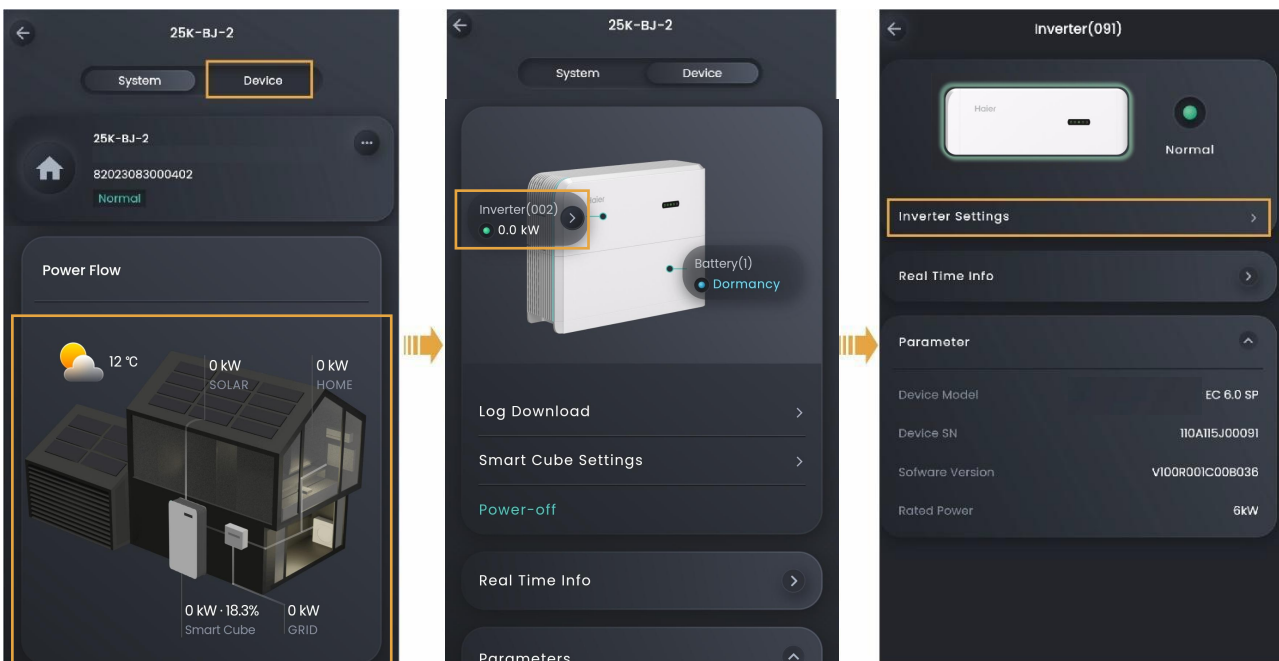 25K-BJ-2
System
Device
25K-BJ-2
82023083000402
Normal
Power Flow
12 ℃
0 kW
SOLAR
0 kW
HOME
0 kW · 18.3%
Smart Cube
0 kW
GRID
25K-BJ-2
System
Device
Haier
Inverter(002)
0.0 kW
Battery(1)
Dormancy
Log Download
Smart Cube Settings
Power-off
Real Time Info
Parameters
Inverter(091)
Haier
Normal
Inverter Settings
Real Time Info
Parameter
Device Model
EC 6.0 SP
Device SN
110A115J00091
Sofware Version
V100R001C00B036
Rated Power
6kW